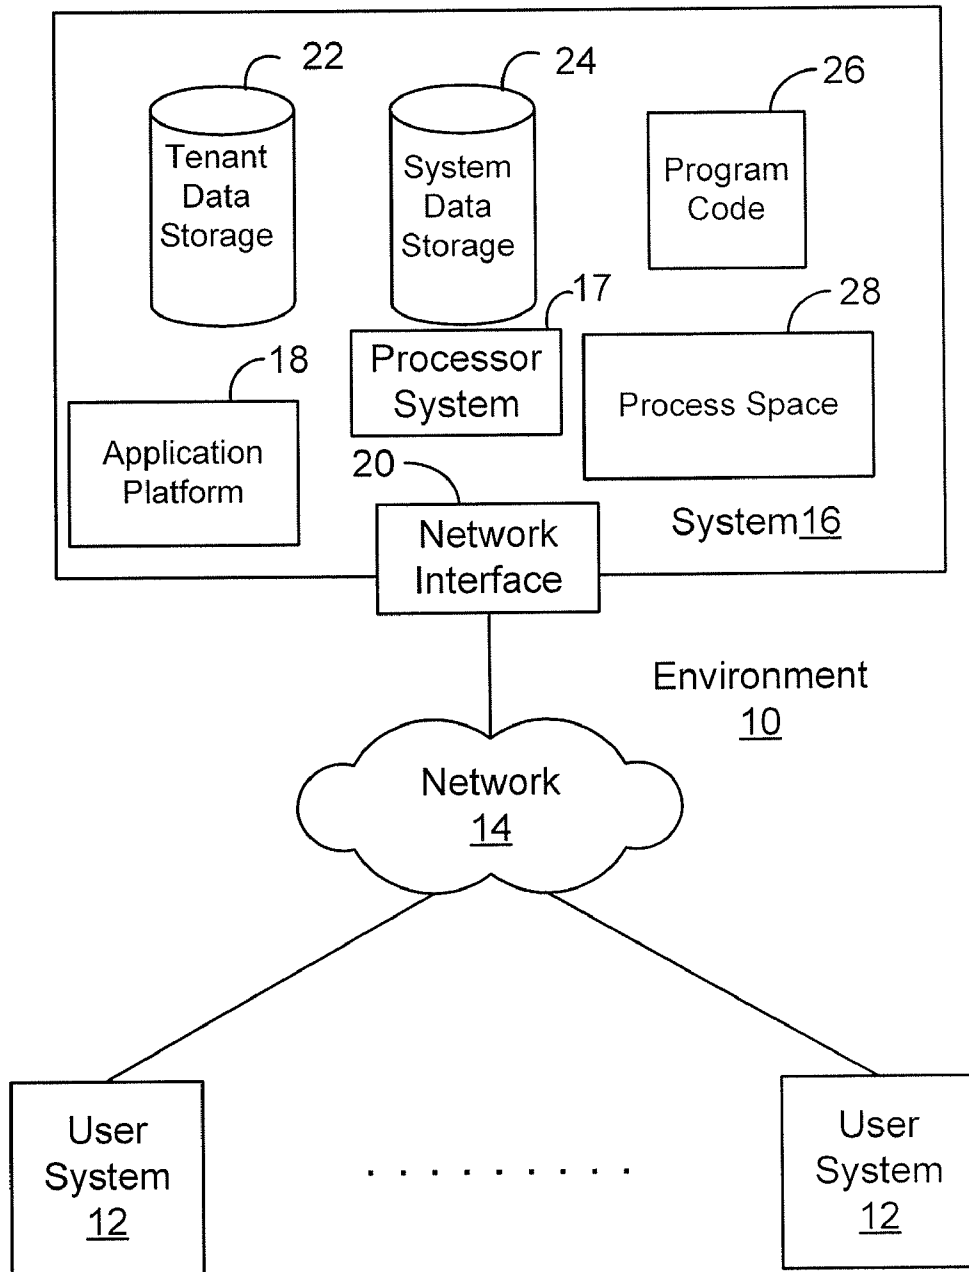 22
24
26
Tenant
Data
Storage
System
Data
Storage
Program
Code
17
28
18
Processor
System
Process Space
Application
Platform
20
System16
Network
Interface
Environment
10
Network
14
User
System
12
User
System
12